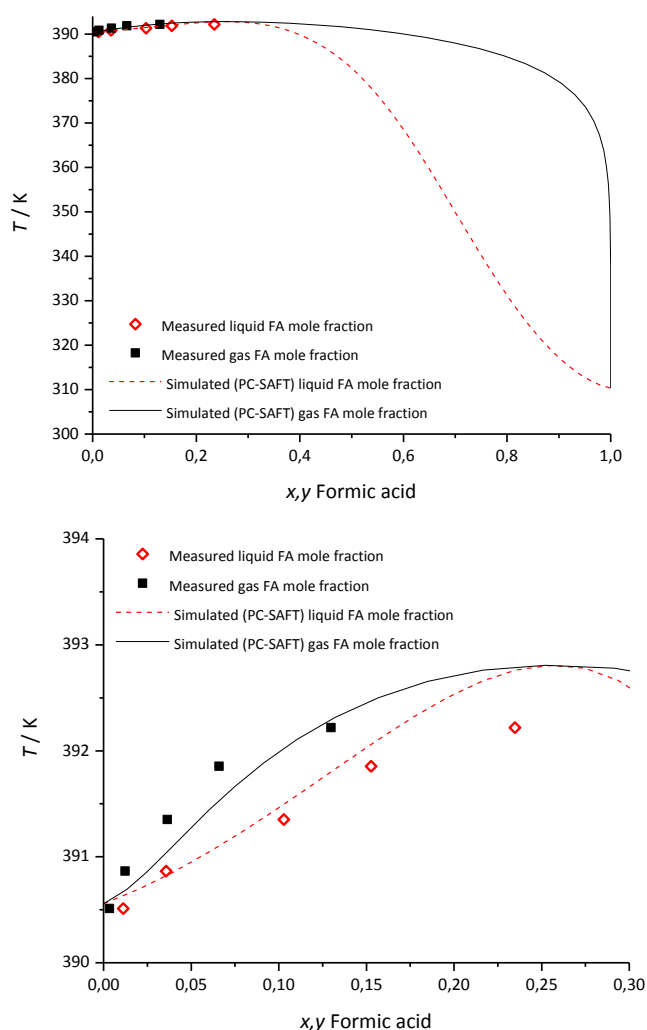 390
380
370
360
350
340
330
320
310
300
T / K
Measured liquid FA mole fraction
Measured gas FA mole fraction
Simulated (PC-SAFT) liquid FA mole fraction
Simulated (PC-SAFT) gas FA mole fraction
0,0 0,2 0,4 0,6 0,8 1,0
x,y Formic acid
394
393
392
391
390
T / K
Measured liquid FA mole fraction
Measured gas FA mole fraction
Simulated (PC-SAFT) liquid FA mole fraction
Simulated (PC-SAFT) gas FA mole fraction
0,00 0,05 0,10 0,15 0,20 0,25 0,30
x,y Formic acid